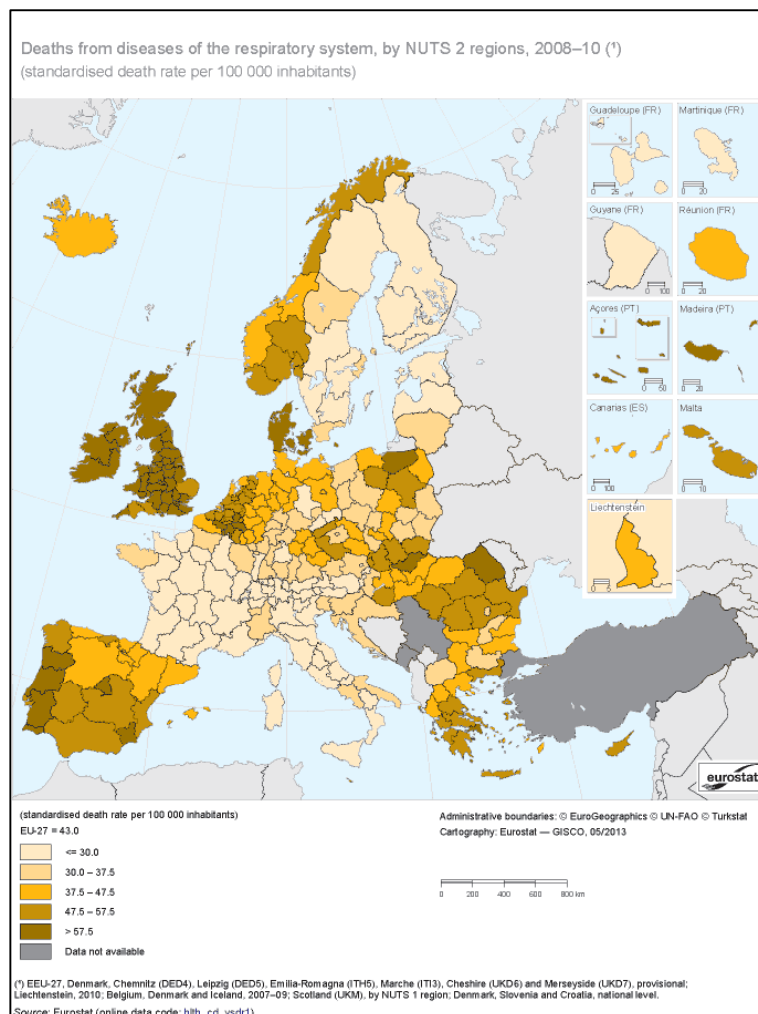 Deaths from diseases of the respiratory system, by NUTS 2 regions, 2008–10 (¹)
(standardised death rate per 100 000 inhabitants)
Guadeloupe (FR)
Martinique (FR)
0 25
0 20
Guyane (FR)
Réunion (FR)
0 100
0 20
Açores (PT)
Madeira (PT)
0 50
0 20
Canarias (ES)
Malta
0 100
0 10
Liechtenstein
eurostat
(standardised death rate per 100 000 inhabitants)
EU-27 = 43.0
<= 30.0
30.0 – 37.5
37.5 – 47.5
47.5 – 57.5
> 57.5
Data not available
Administrative boundaries: © EuroGeographics © UN-FAO © Turkstat
Cartography: Eurostat — GISCO, 05/2013
0 200 400 600 800 km
(¹) EEU-27, Denmark, Chemnitz (DED4), Leipzig (DED5), Emilia-Romagna (ITH5), Marche (ITI3), Cheshire (UKD6) and Merseyside (UKD7), provisional;
Liechtenstein, 2010; Belgium, Denmark and Iceland, 2007–09; Scotland (UKM), by NUTS 1 region; Denmark, Slovenia and Croatia, national level.
Source: Eurostat (online data code: hlth_cd_ysdr1)